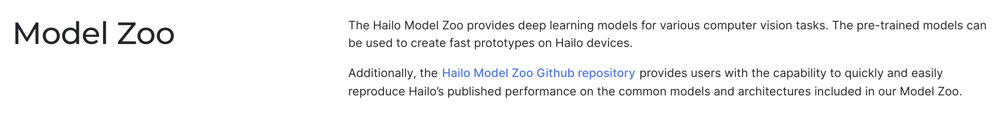 Model Zoo
The Hailo Model Zoo provides deep learning models for various computer vision tasks. The pre-trained models can
be used to create fast prototypes on Hailo devices.
Additionally, the Hailo Model Zoo Github repository provides users with the capability to quickly and easily
reproduce Hailo’s published performance on the common models and architectures included in our Model Zoo.